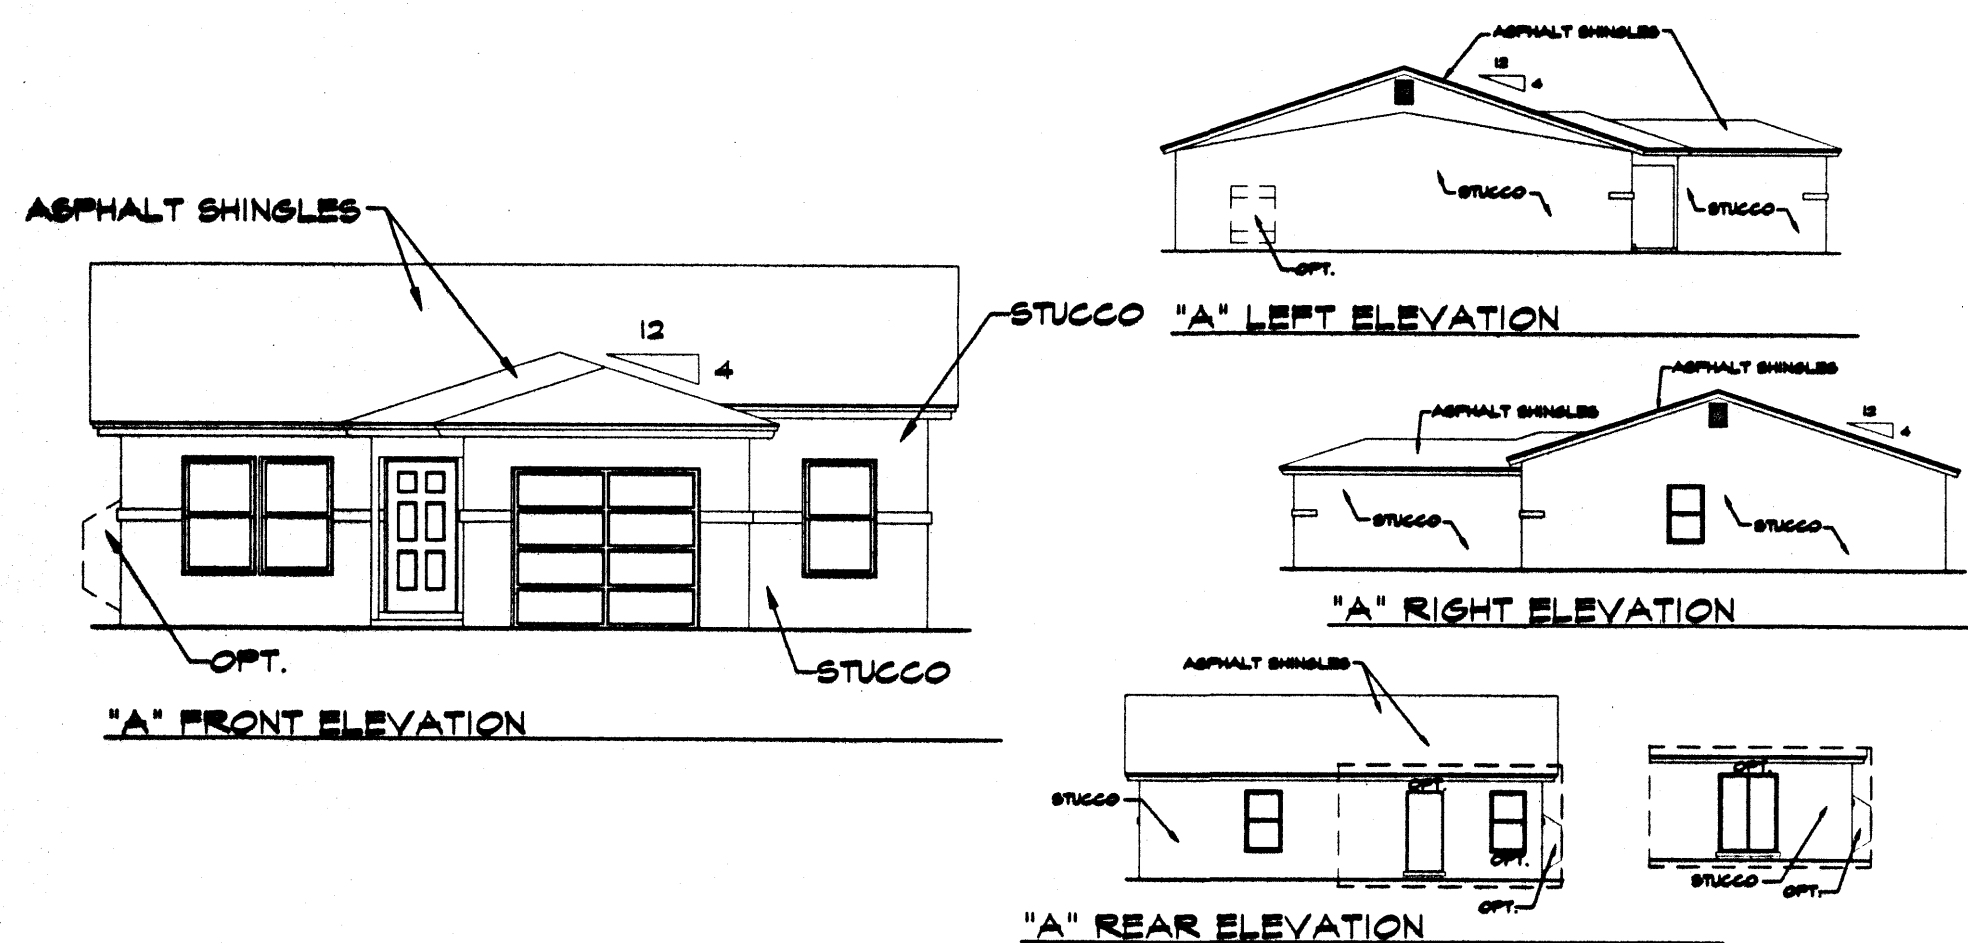 ASPHALT SHINGLES
12
4
STUCCO
OPT.
STUCCO
"A" FRONT ELEVATION
ASPHALT SHINGLES
12
4
STUCCO
STUCCO
OPT.
"A" LEFT ELEVATION
ASPHALT SHINGLES
ASPHALT SHINGLES
12
4
STUCCO
STUCCO
"A" RIGHT ELEVATION
ASPHALT SHINGLES
STUCCO
OPT.
OPT.
OPT.
"A" REAR ELEVATION
OPT.
STUCCO
OPT.